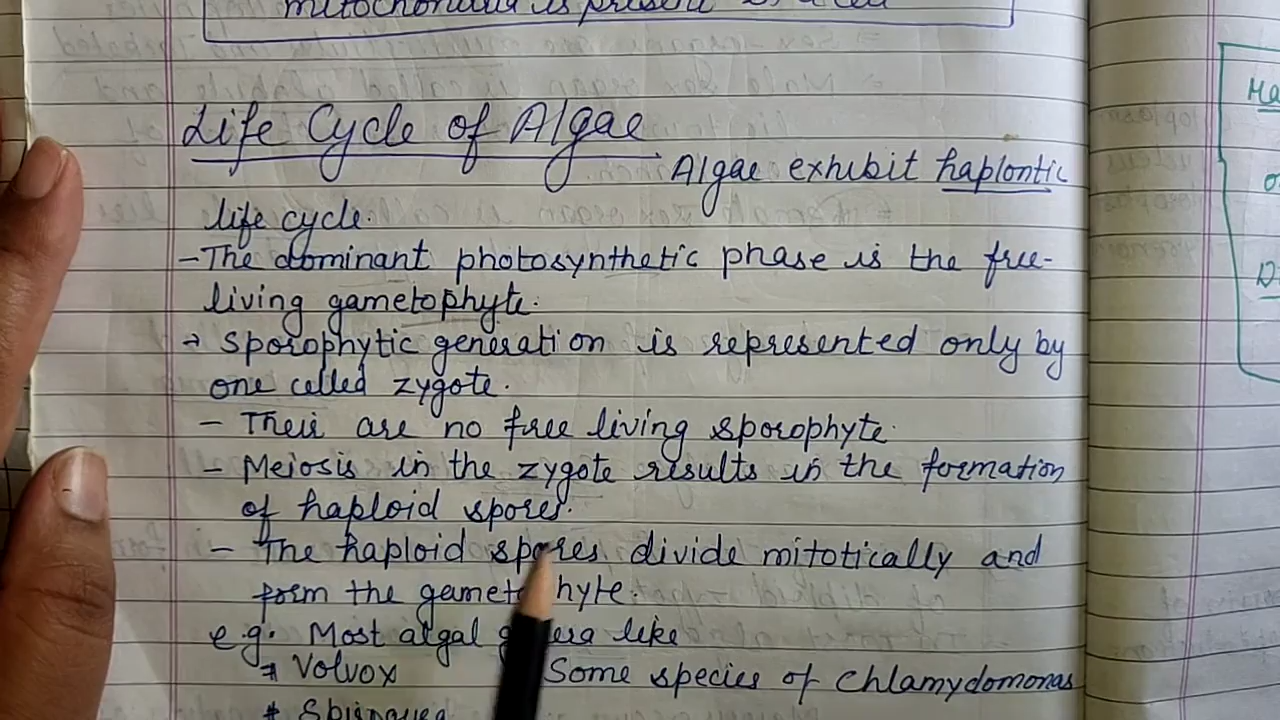 mitochondria is present
Life Cycle of Algae
Algae exhibit haplontic
life cycle.
- The dominant photosynthetic phase is the free-
living gametophyte.
→ Sporophytic generation is represented only by
one celled zygote.
- Their are no free living sporophyte.
- Meiosis in the zygote results in the formation
of haploid spores.
- The haploid spores divide mitotically and
form the gametophyte.
e.g. Most algal genera like
* Volvox Some species of Chlamydomonas